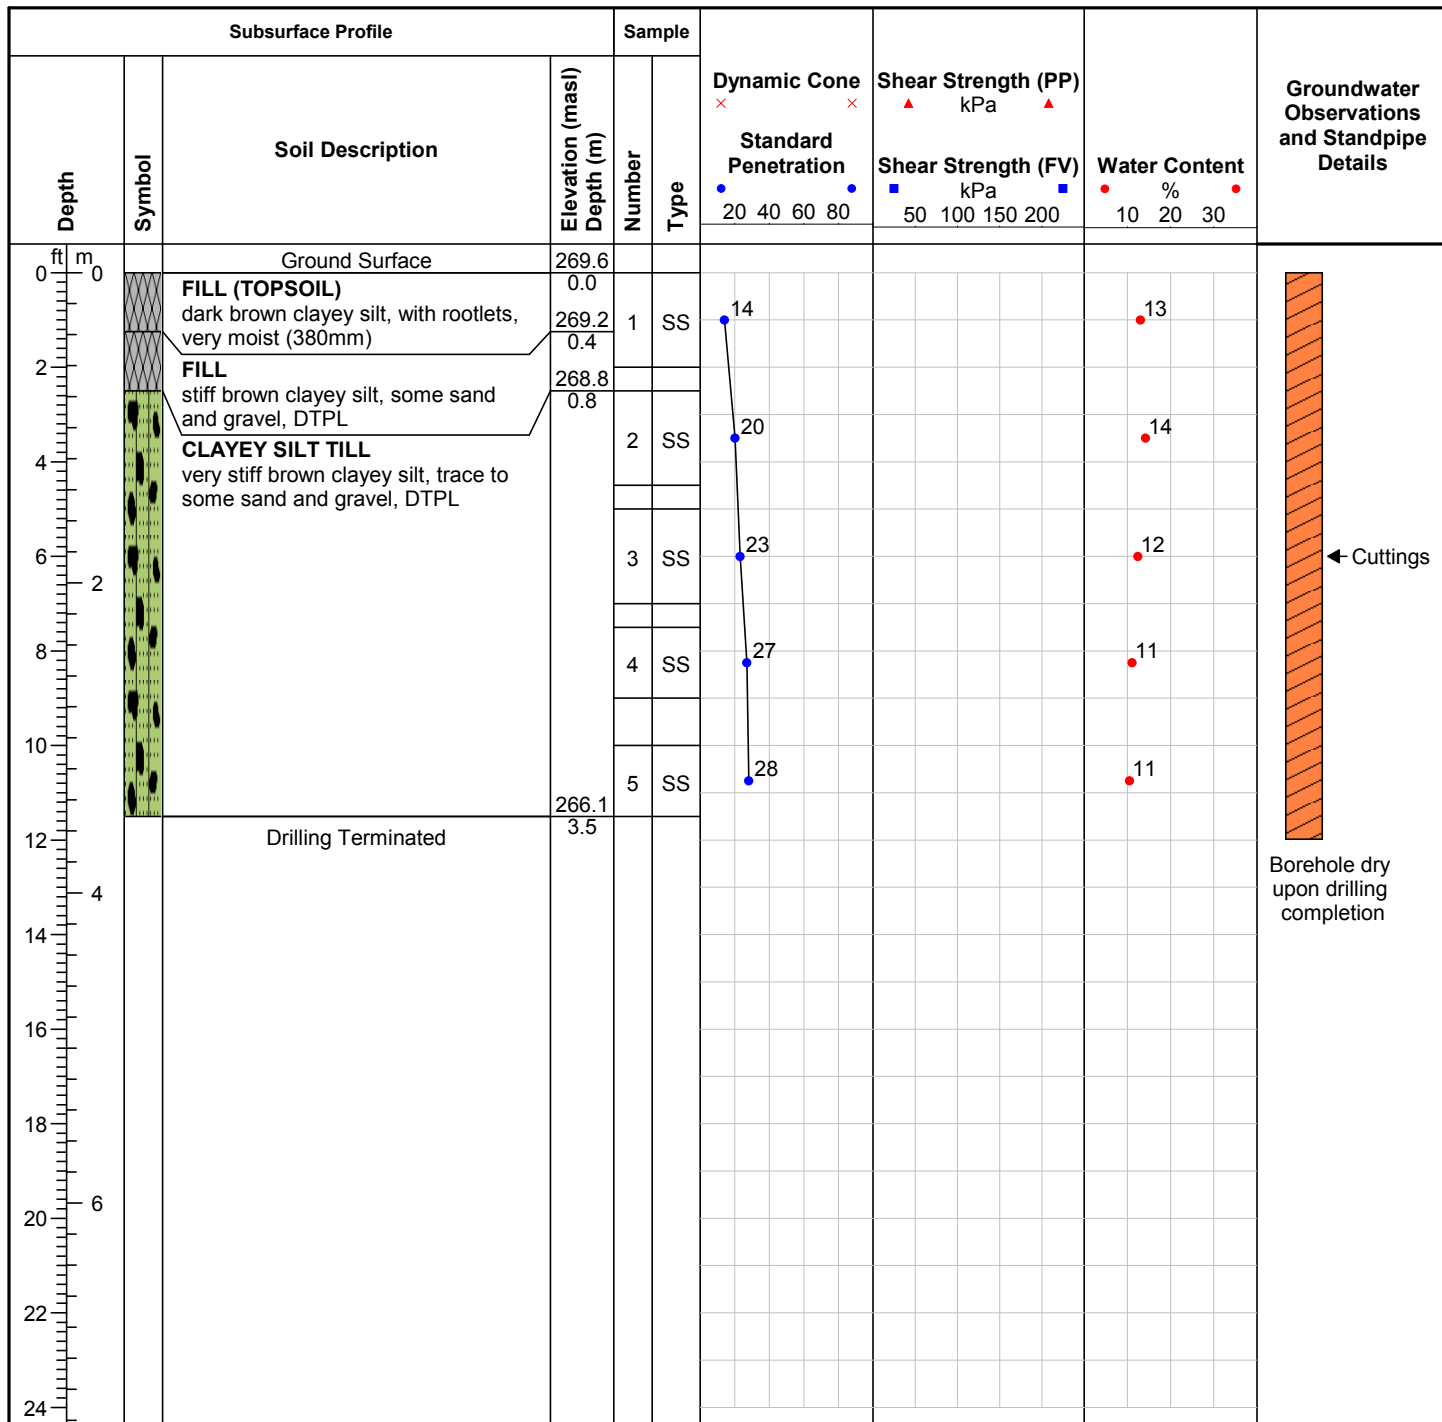 Subsurface Profile
Sample
Depth
Symbol
Soil Description
Elevation (masl)
Depth (m)
Number
Type
Dynamic Cone
Standard
Penetration
20 40 60 80
Shear Strength (PP)
kPa
Shear Strength (FV)
kPa
50 100 150 200
Water Content
%
10 20 30
Groundwater
Observations
and Standpipe
Details
ft m
0 0
2
4
6
2
8
10
12
4
14
16
18
6
20
22
24
Ground Surface
269.6
0.0
FILL (TOPSOIL)
dark brown clayey silt, with rootlets,
very moist (380mm)
269.2
0.4
FILL
stiff brown clayey silt, some sand
and gravel, DTPL
268.8
0.8
CLAYEY SILT TILL
very stiff brown clayey silt, trace to
some sand and gravel, DTPL
266.1
3.5
Drilling Terminated
1 SS 14 13
2 SS 20 14
3 SS 23 12
4 SS 27 11
5 SS 28 11
Cuttings
Borehole dry
upon drilling
completion